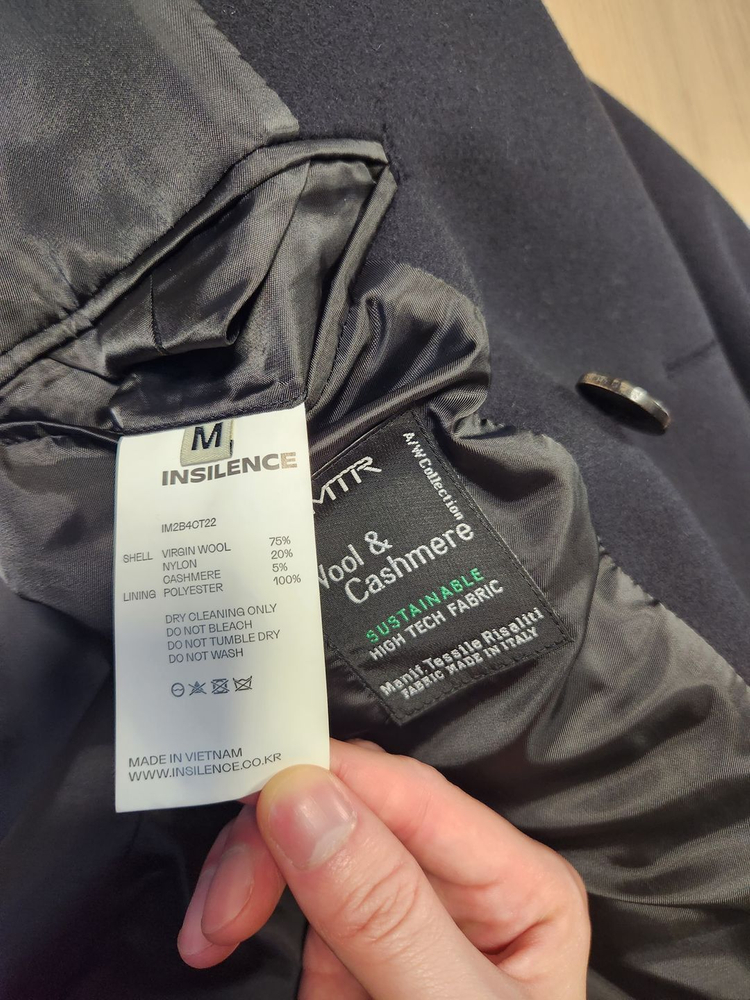 M
INSILENCE
IM2B4CT22
SHELL VIRGIN WOOL 75%
NYLON 20%
CASHMERE 5%
LINING POLYESTER 100%
DRY CLEANING ONLY
DO NOT BLEACH
DO NOT TUMBLE DRY
DO NOT WASH
MADE IN VIETNAM
WWW.INSILENCE.CO.KR
MTR
A/W Collection
Wool &
Cashmere
SUSTAINABLE
HIGH TECH FABRIC
Manif. Tessile Risaliti
FABRIC MADE IN ITALY